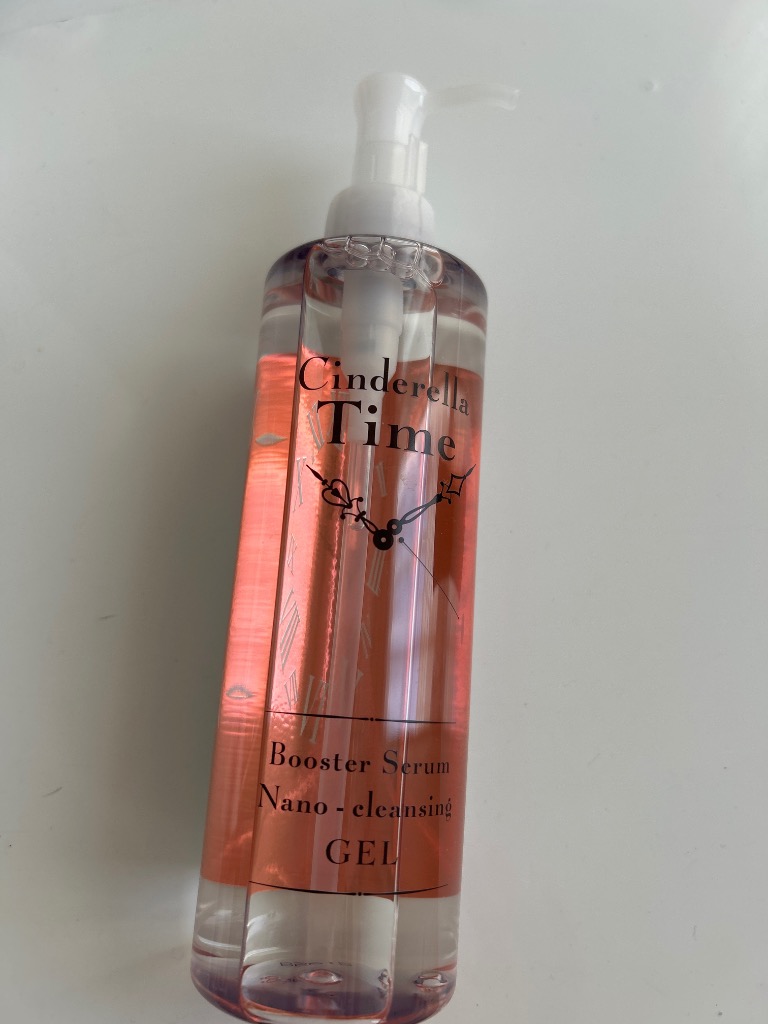 Cinderella
Time
Booster Serum
Nano - cleansing
GEL